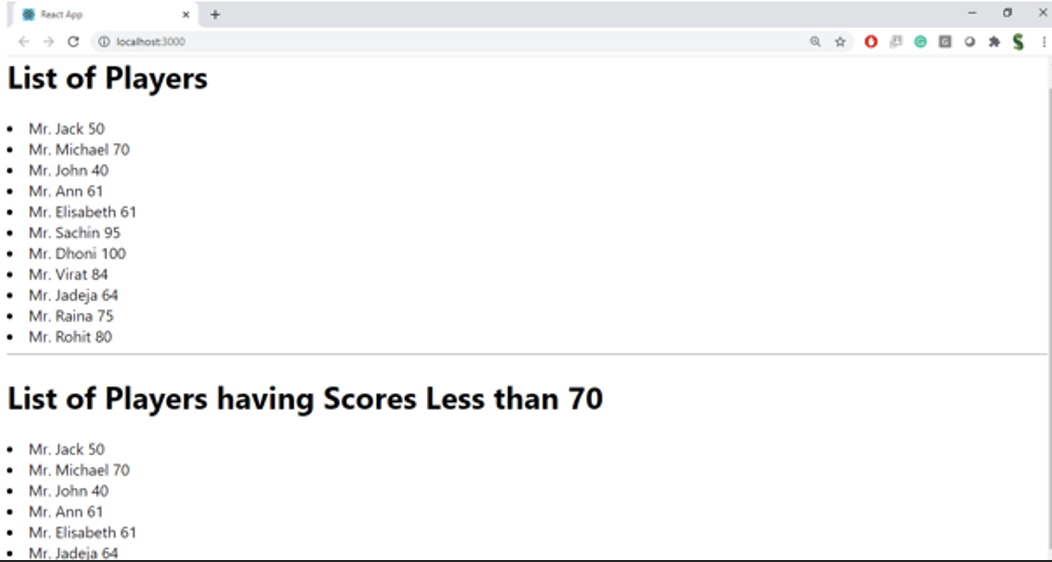 React App
localhost:3000
List of Players
Mr. Jack 50
Mr. Michael 70
Mr. John 40
Mr. Ann 61
Mr. Elisabeth 61
Mr. Sachin 95
Mr. Dhoni 100
Mr. Virat 84
Mr. Jadeja 64
Mr. Raina 75
Mr. Rohit 80
List of Players having Scores Less than 70
Mr. Jack 50
Mr. Michael 70
Mr. John 40
Mr. Ann 61
Mr. Elisabeth 61
Mr. Jadeja 64